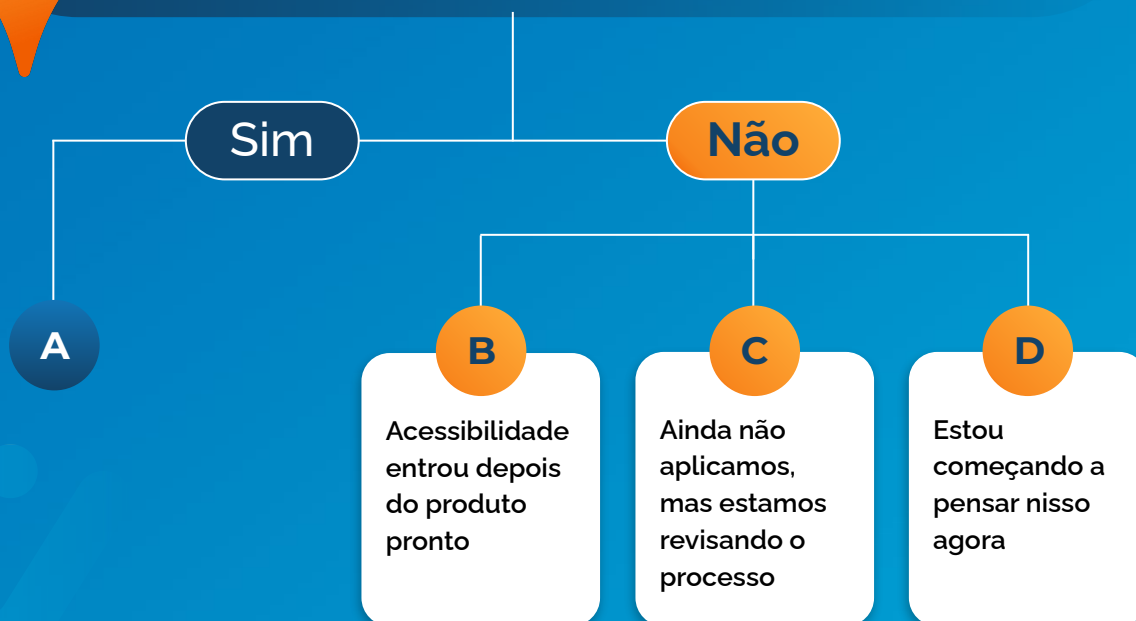 Sim
Não
A
B
Acessibilidade
entrou depois
do produto
pronto
C
Ainda não
aplicamos,
mas estamos
revisando o
processo
D
Estou
começando a
pensar nisso
agora